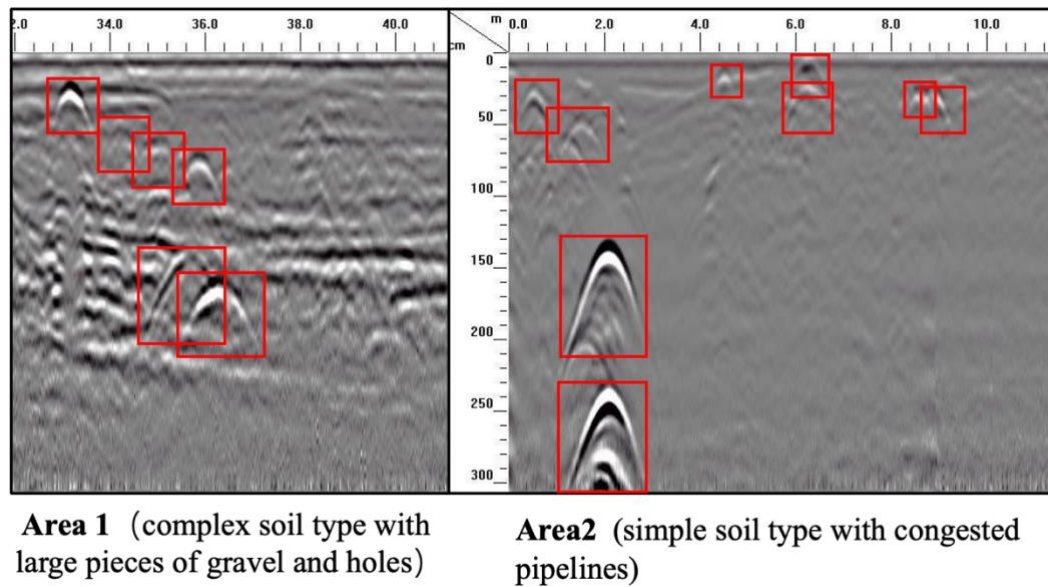 2.0 34.0 36.0 38.0 40.0 m 0.0 2.0 4.0 6.0 8.0 10.0
cm 0
50
100
150
200
250
300
Area 1 (complex soil type with
large pieces of gravel and holes)
Area2 (simple soil type with congested
pipelines)